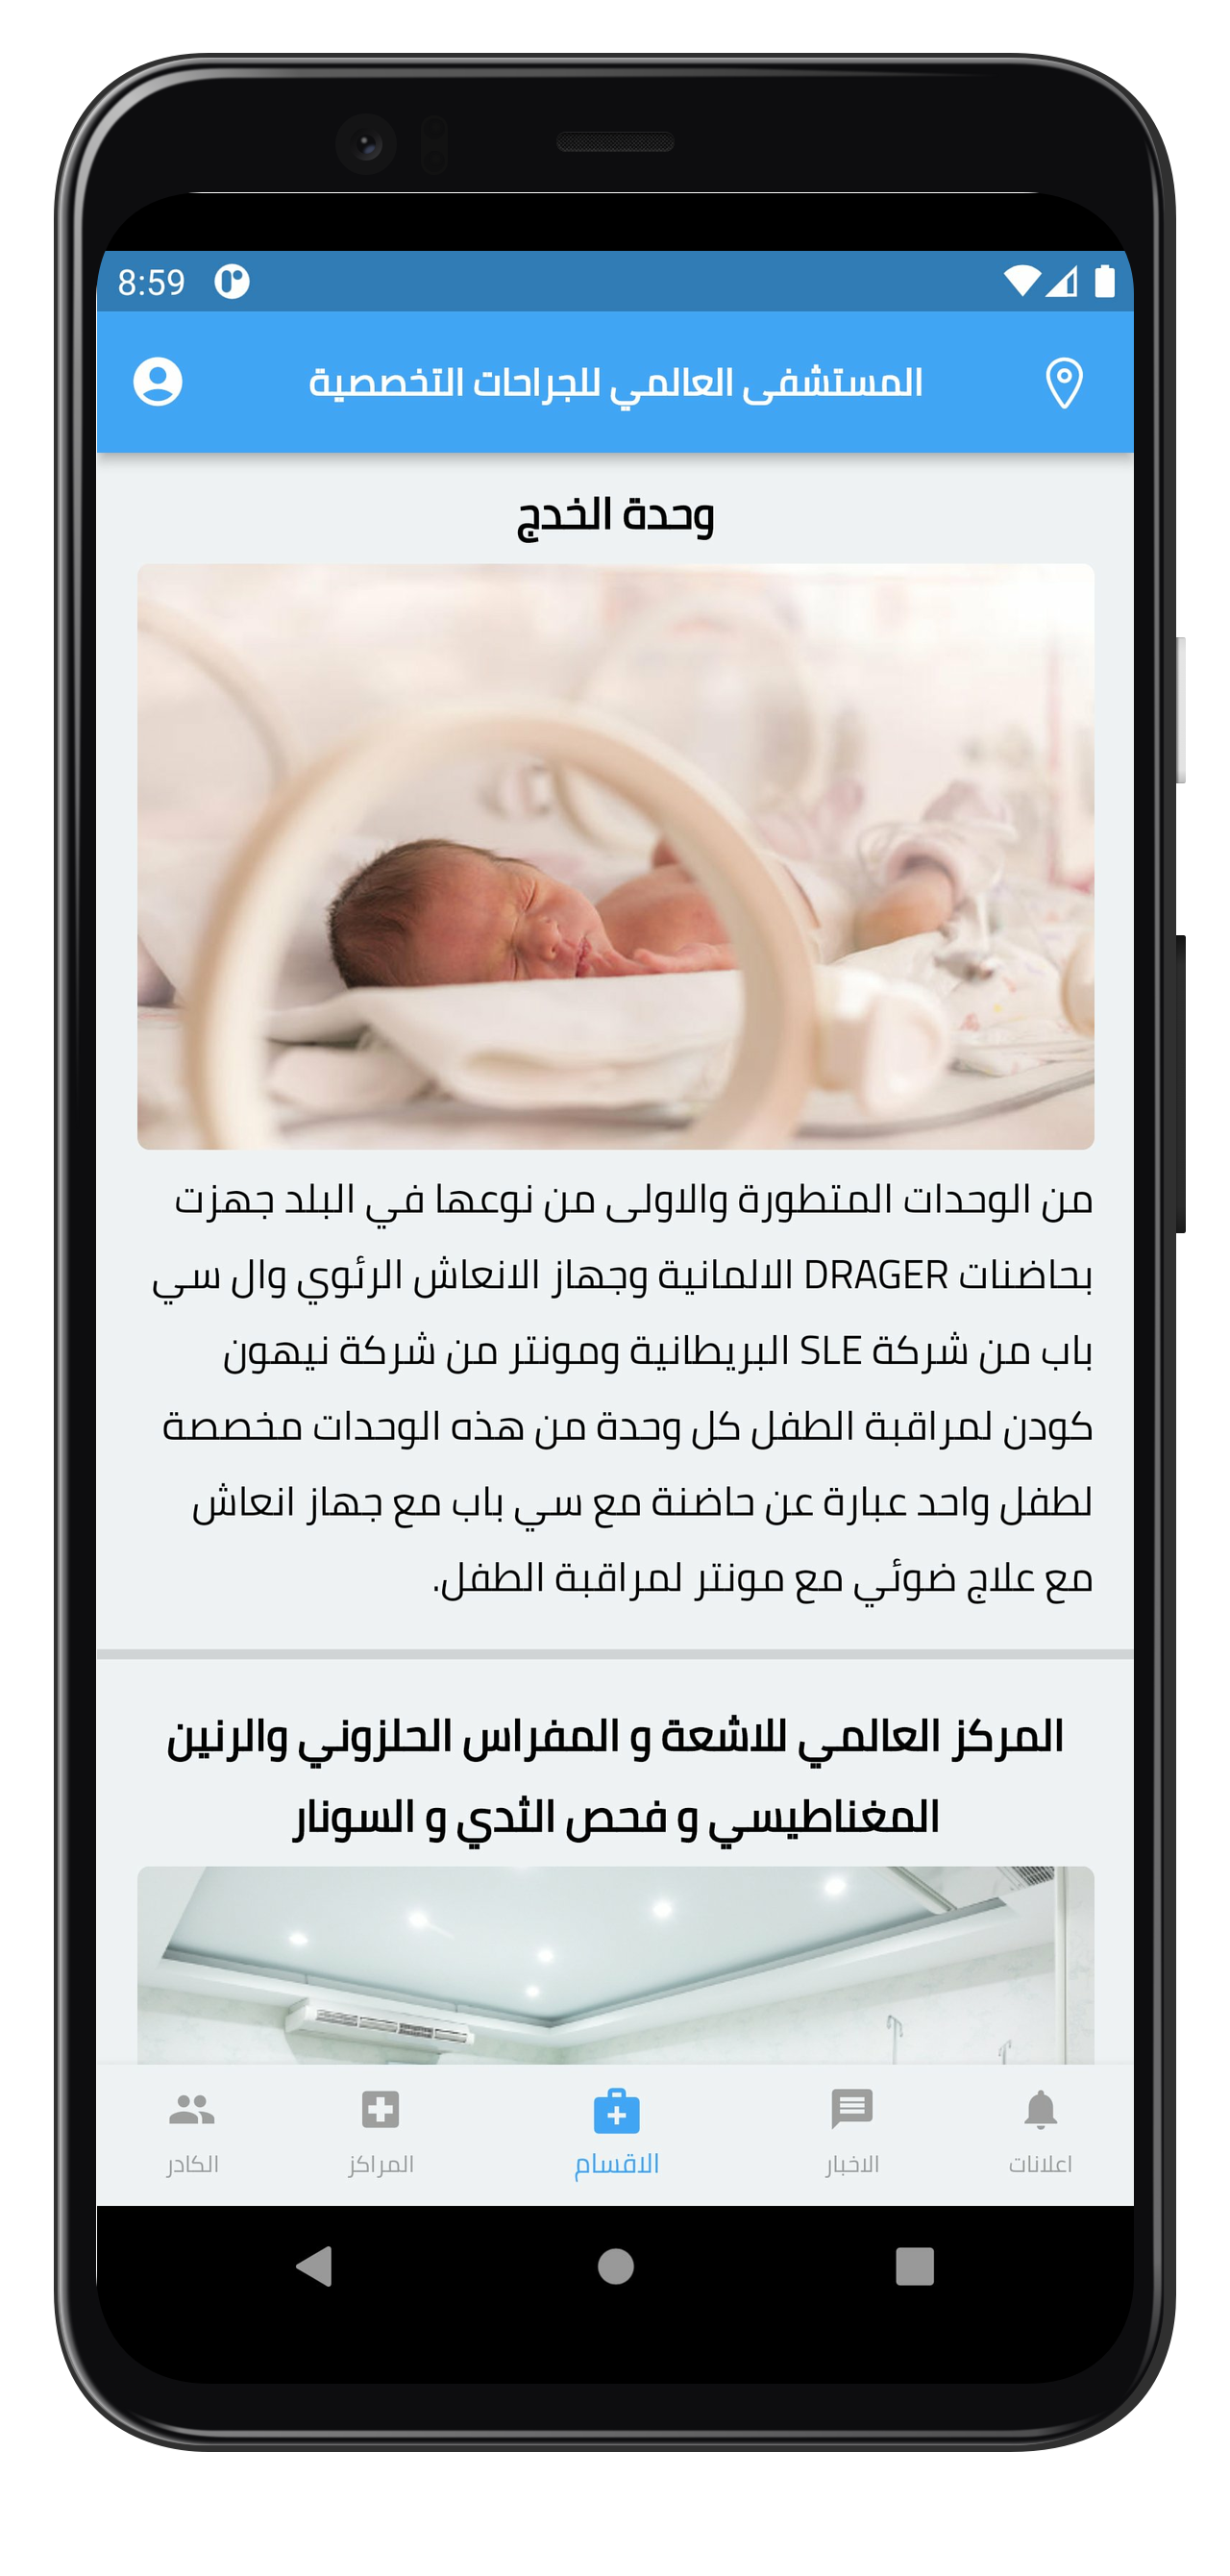 8:59
المستشفى العالمي للجراحات التخصصية
وحدة الخدج
من الوحدات المتطورة والاولى من نوعها في البلد جهزت
بحاضنات DRAGER الالمانية وجهاز الانعاش الرئوي وال سي
باب من شركة SLE البريطانية ومونتر من شركة نيهون
كودن لمراقبة الطفل كل وحدة من هذه الوحدات مخصصة
لطفل واحد عبارة عن حاضنة مع سي باب مع جهاز انعاش
مع علاج ضوئي مع مونتر لمراقبة الطفل.
المركز العالمي للاشعة و المفراس الحلزوني والرنين
المغناطيسي و فحص الثدي و السونار
اعلانات
الاخبار
الاقسام
المراكز
الكادر